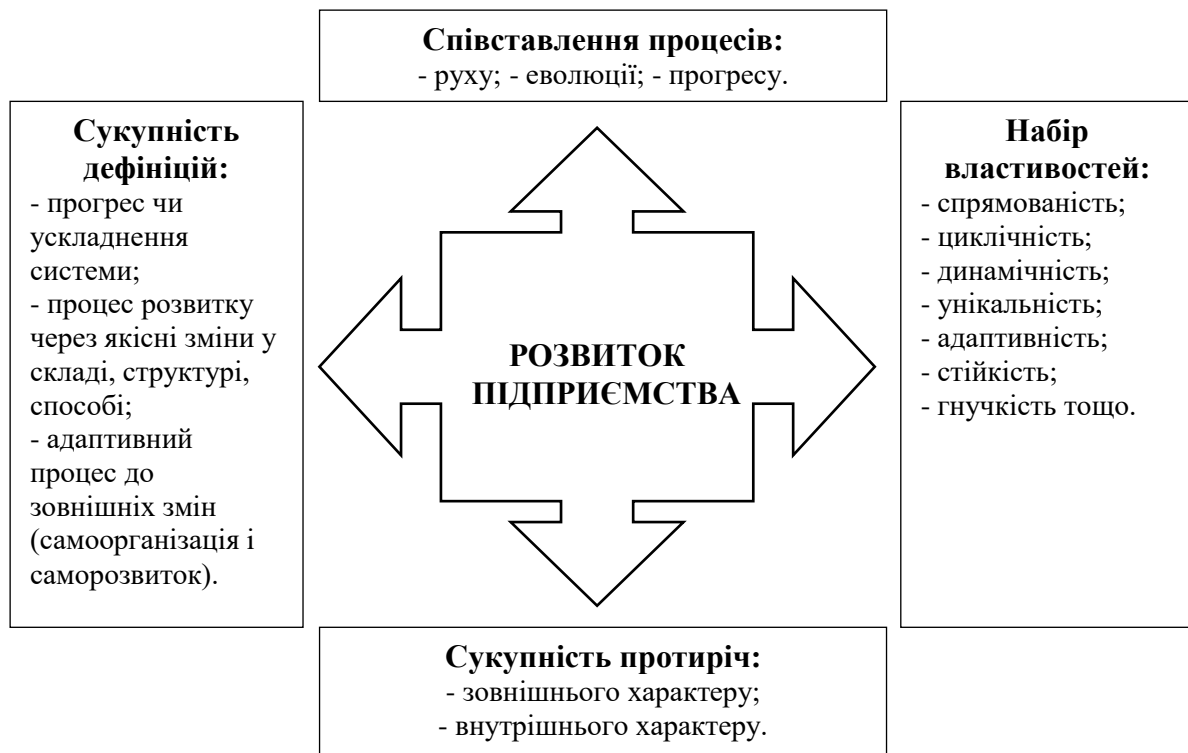 Співставлення процесів:
- руху; - еволюції; - прогресу.
Сукупність
дефініцій:
- прогрес чи
ускладнення
системи;
- процес розвитку
через якісні зміни у
складі, структурі,
способі;
- адаптивний
процес до
зовнішніх змін
(самоорганізація і
саморозвиток).
РОЗВИТОК
ПІДПРИЄМСТВА
Набір
властивостей:
- спрямованість;
- циклічність;
- динамічність;
- унікальність;
- адаптивність;
- стійкість;
- гнучкість тощо.
Сукупність протиріч:
- зовнішнього характеру;
- внутрішнього характеру.